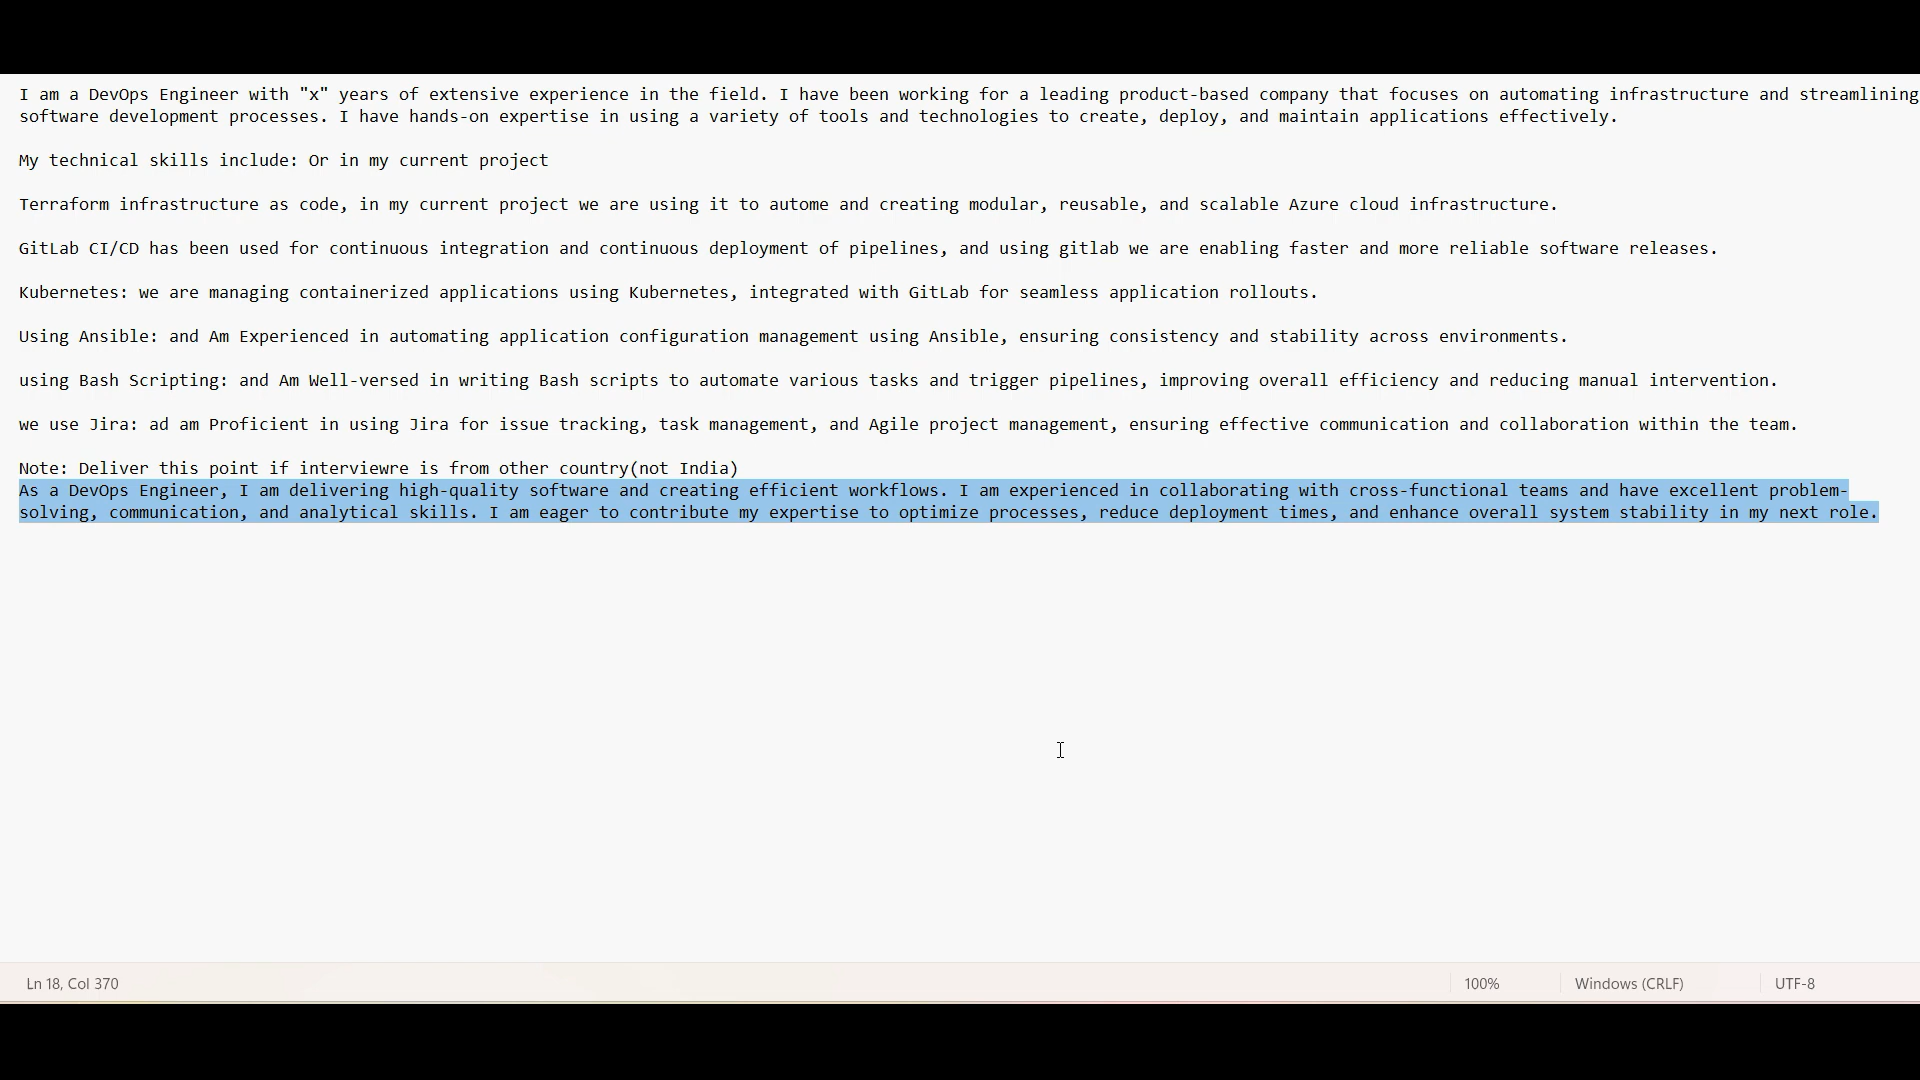 I am a DevOps Engineer with "x" years of extensive experience in the field. I have been working for a leading product-based company that focuses on automating infrastructure and streamlining
software development processes. I have hands-on expertise in using a variety of tools and technologies to create, deploy, and maintain applications effectively.
My technical skills include: Or in my current project
Terraform infrastructure as code, in my current project we are using it to autome and creating modular, reusable, and scalable Azure cloud infrastructure.
GitLab CI/CD has been used for continuous integration and continuous deployment of pipelines, and using gitlab we are enabling faster and more reliable software releases.
Kubernetes: we are managing containerized applications using Kubernetes, integrated with GitLab for seamless application rollouts.
Using Ansible: and Am Experienced in automating application configuration management using Ansible, ensuring consistency and stability across environments.
using Bash Scripting: and Am Well-versed in writing Bash scripts to automate various tasks and trigger pipelines, improving overall efficiency and reducing manual intervention.
we use Jira: ad am Proficient in using Jira for issue tracking, task management, and Agile project management, ensuring effective communication and collaboration within the team.
Note: Deliver this point if interviewre is from other country(not India)
As a DevOps Engineer, I am delivering high-quality software and creating efficient workflows. I am experienced in collaborating with cross-functional teams and have excellent problem-
solving, communication, and analytical skills. I am eager to contribute my expertise to optimize processes, reduce deployment times, and enhance overall system stability in my next role.
Ln 18, Col 370
100%
Windows (CRLF)
UTF-8